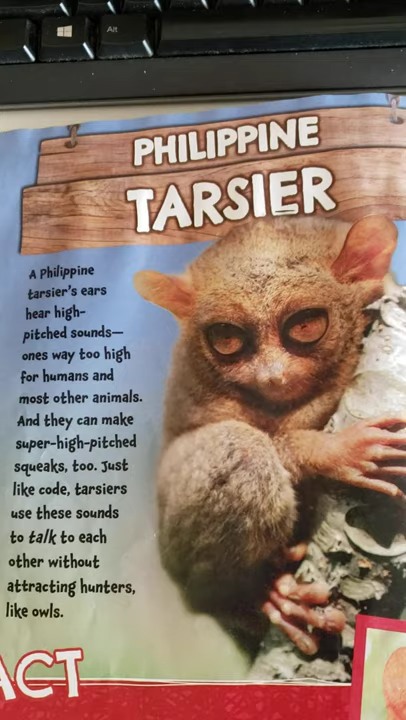 Alt
PHILIPPINE
TARSIER
A Philippine
tarsier's ears
hear high-
pitched sounds—
ones way too high
for humans and
most other animals.
And they can make
super-high-pitched
squeaks, too. Just
like code, tarsiers
use these sounds
to talk to each
other without
attracting hunters,
like owls.
ACT